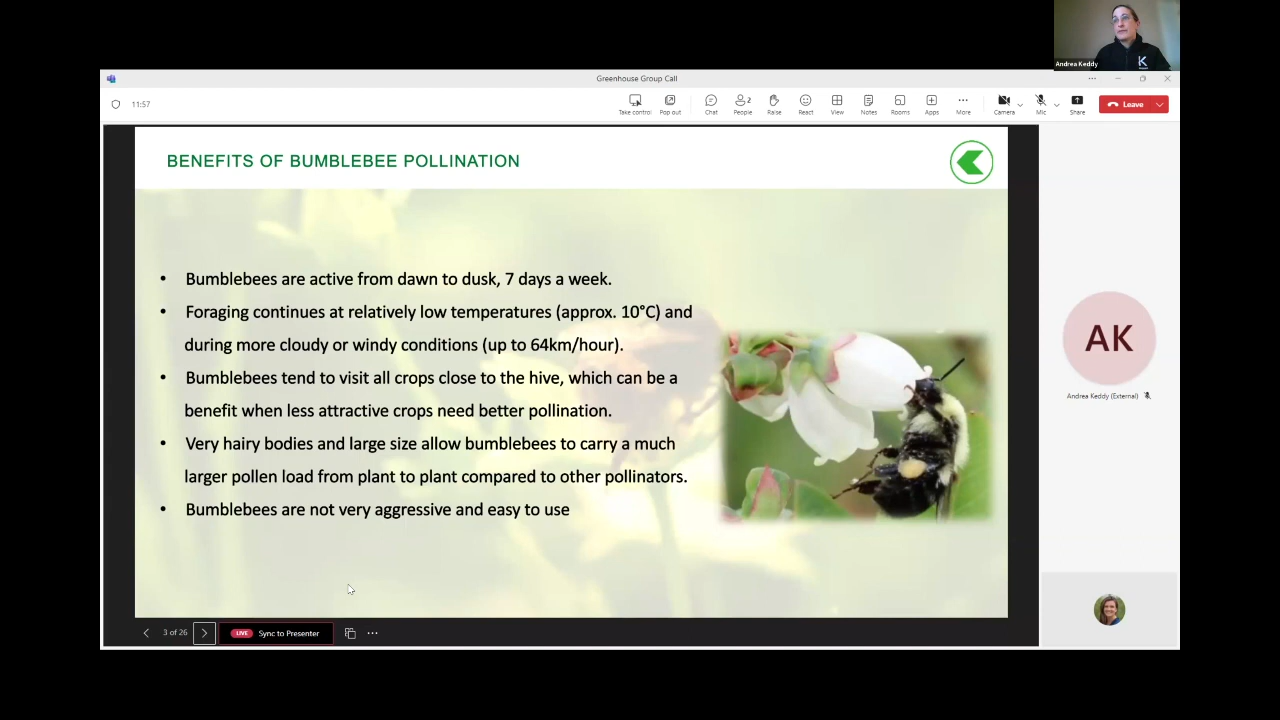 Andrea Keddy
K
Greenhouse Group Call
11:57
Take control
Pop out
Chat
2
People
Raise
React
View
Notes
Rooms
Apps
More
Camera
Mic
Share
Leave
BENEFITS OF BUMBLEBEE POLLINATION
• Bumblebees are active from dawn to dusk, 7 days a week.
• Foraging continues at relatively low temperatures (approx. 10°C) and
during more cloudy or windy conditions (up to 64km/hour).
• Bumblebees tend to visit all crops close to the hive, which can be a
benefit when less attractive crops need better pollination.
• Very hairy bodies and large size allow bumblebees to carry a much
larger pollen load from plant to plant compared to other pollinators.
• Bumblebees are not very aggressive and easy to use
AK
Andrea Keddy (External)
3 of 26
LIVE
Sync to Presenter